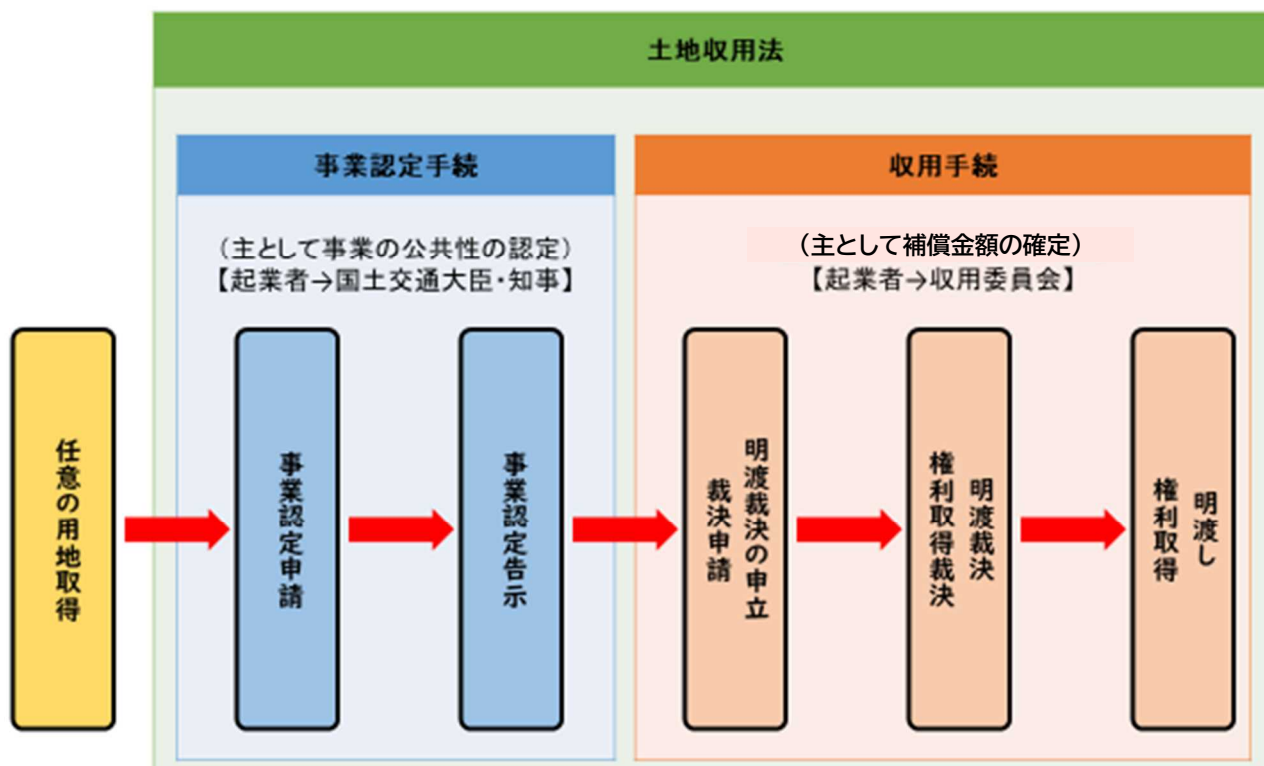 土地収用法
事業認定手続
(主として事業の公共性の認定)
【起業者→国土交通大臣・知事】
収用手続
(主として補償金額の確定)
【起業者→収用委員会】
任意の用地取得
事業認定申請
事業認定告示
明渡裁決の申立
裁決申請
明渡裁決
権利取得裁決
明渡し
権利取得